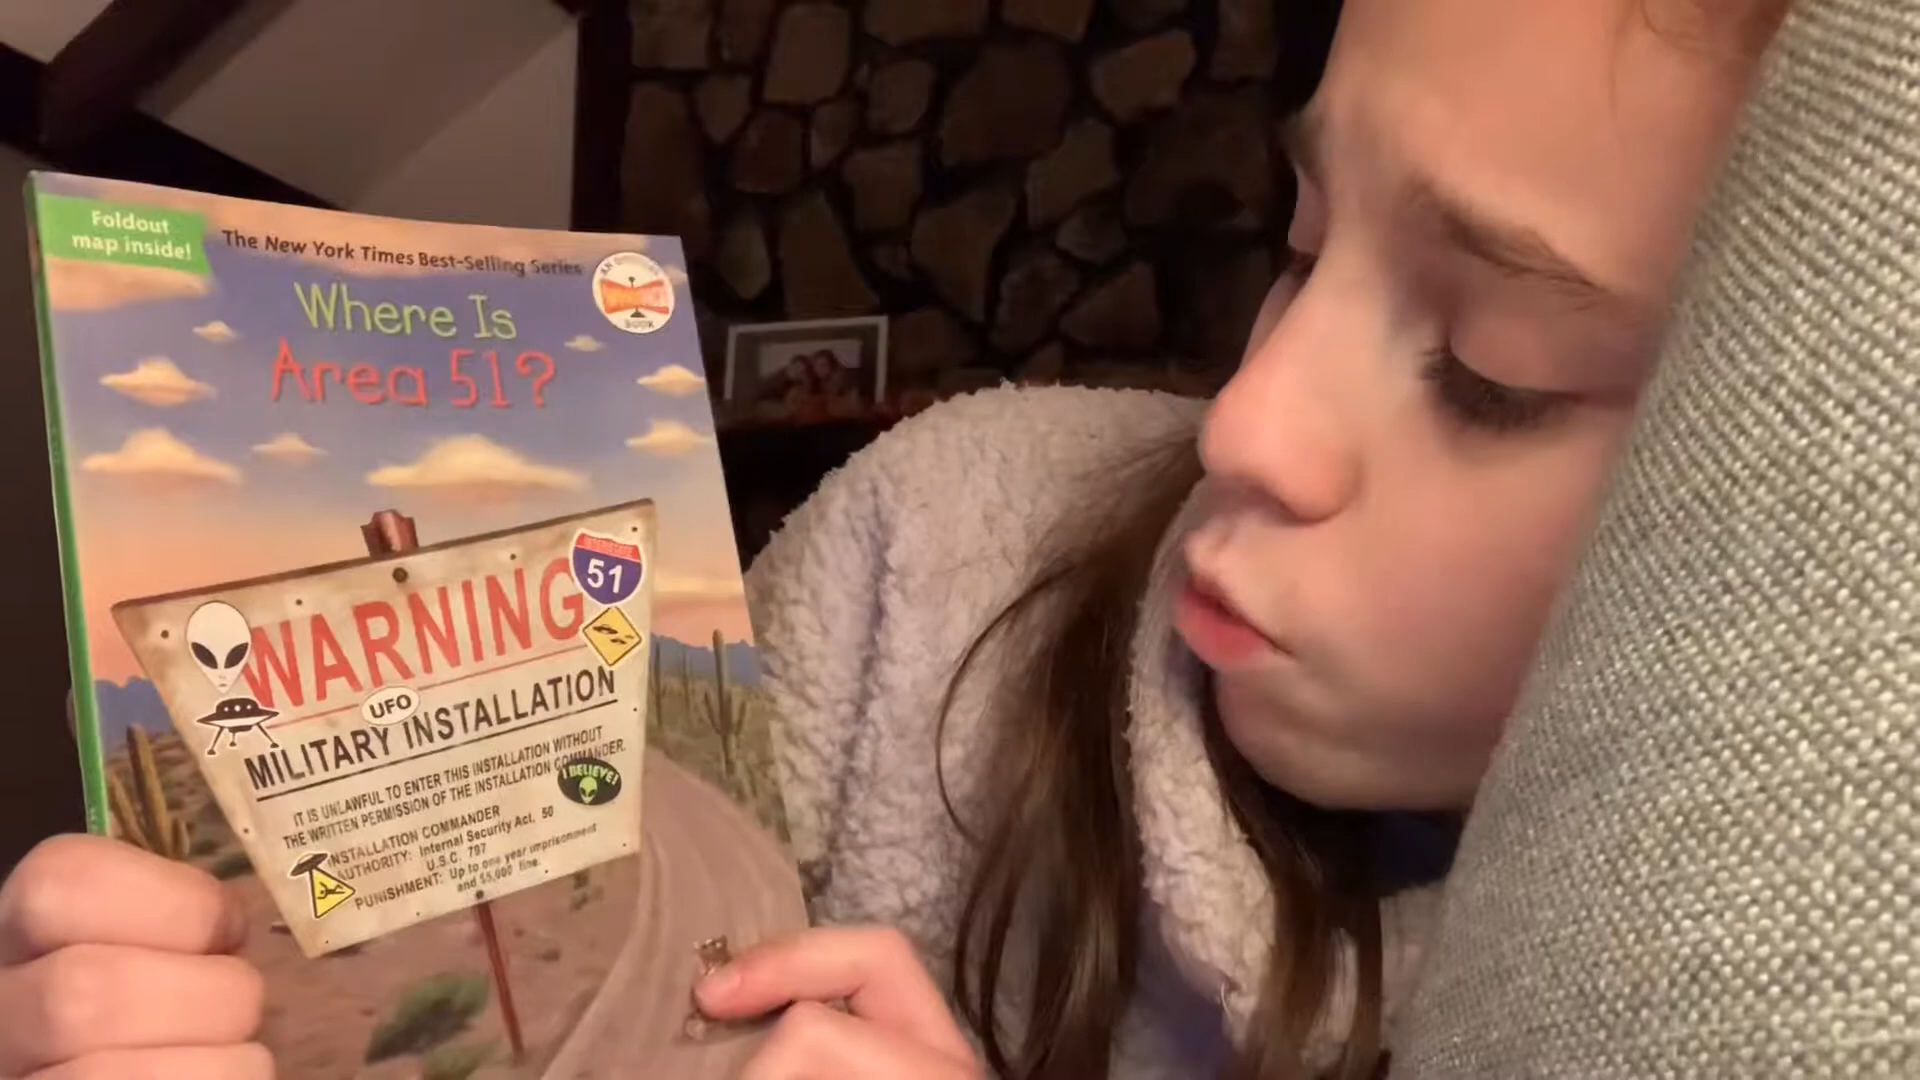 Foldout
map inside!
The New York Times Best-Selling Series
Where Is
Area 51?
INTERSTATE
51
WARNING
UFO
MILITARY INSTALLATION
IT IS UNLAWFUL TO ENTER THIS INSTALLATION WITHOUT
THE WRITTEN PERMISSION OF THE INSTALLATION COMMANDER.
I BELIEVE!
INSTALLATION COMMANDER
AUTHORITY: Internal Security Act, 50
U.S.C. 797
PUNISHMENT: Up to one year imprisonment
and $5,000 fine.